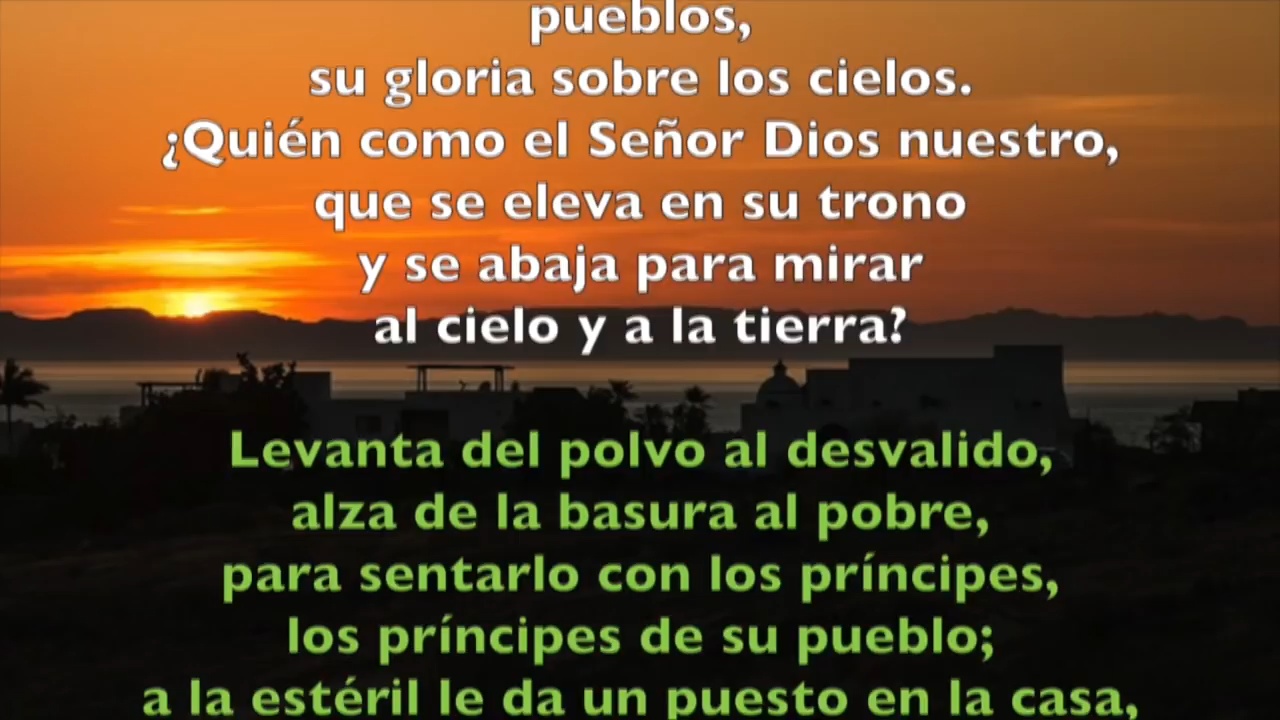 pueblos,
su gloria sobre los cielos.
¿Quién como el Señor Dios nuestro,
que se eleva en su trono
y se abaja para mirar
al cielo y a la tierra?
Levanta del polvo al desvalido,
alza de la basura al pobre,
para sentarlo con los príncipes,
los príncipes de su pueblo;
a la estéril le da un puesto en la casa,